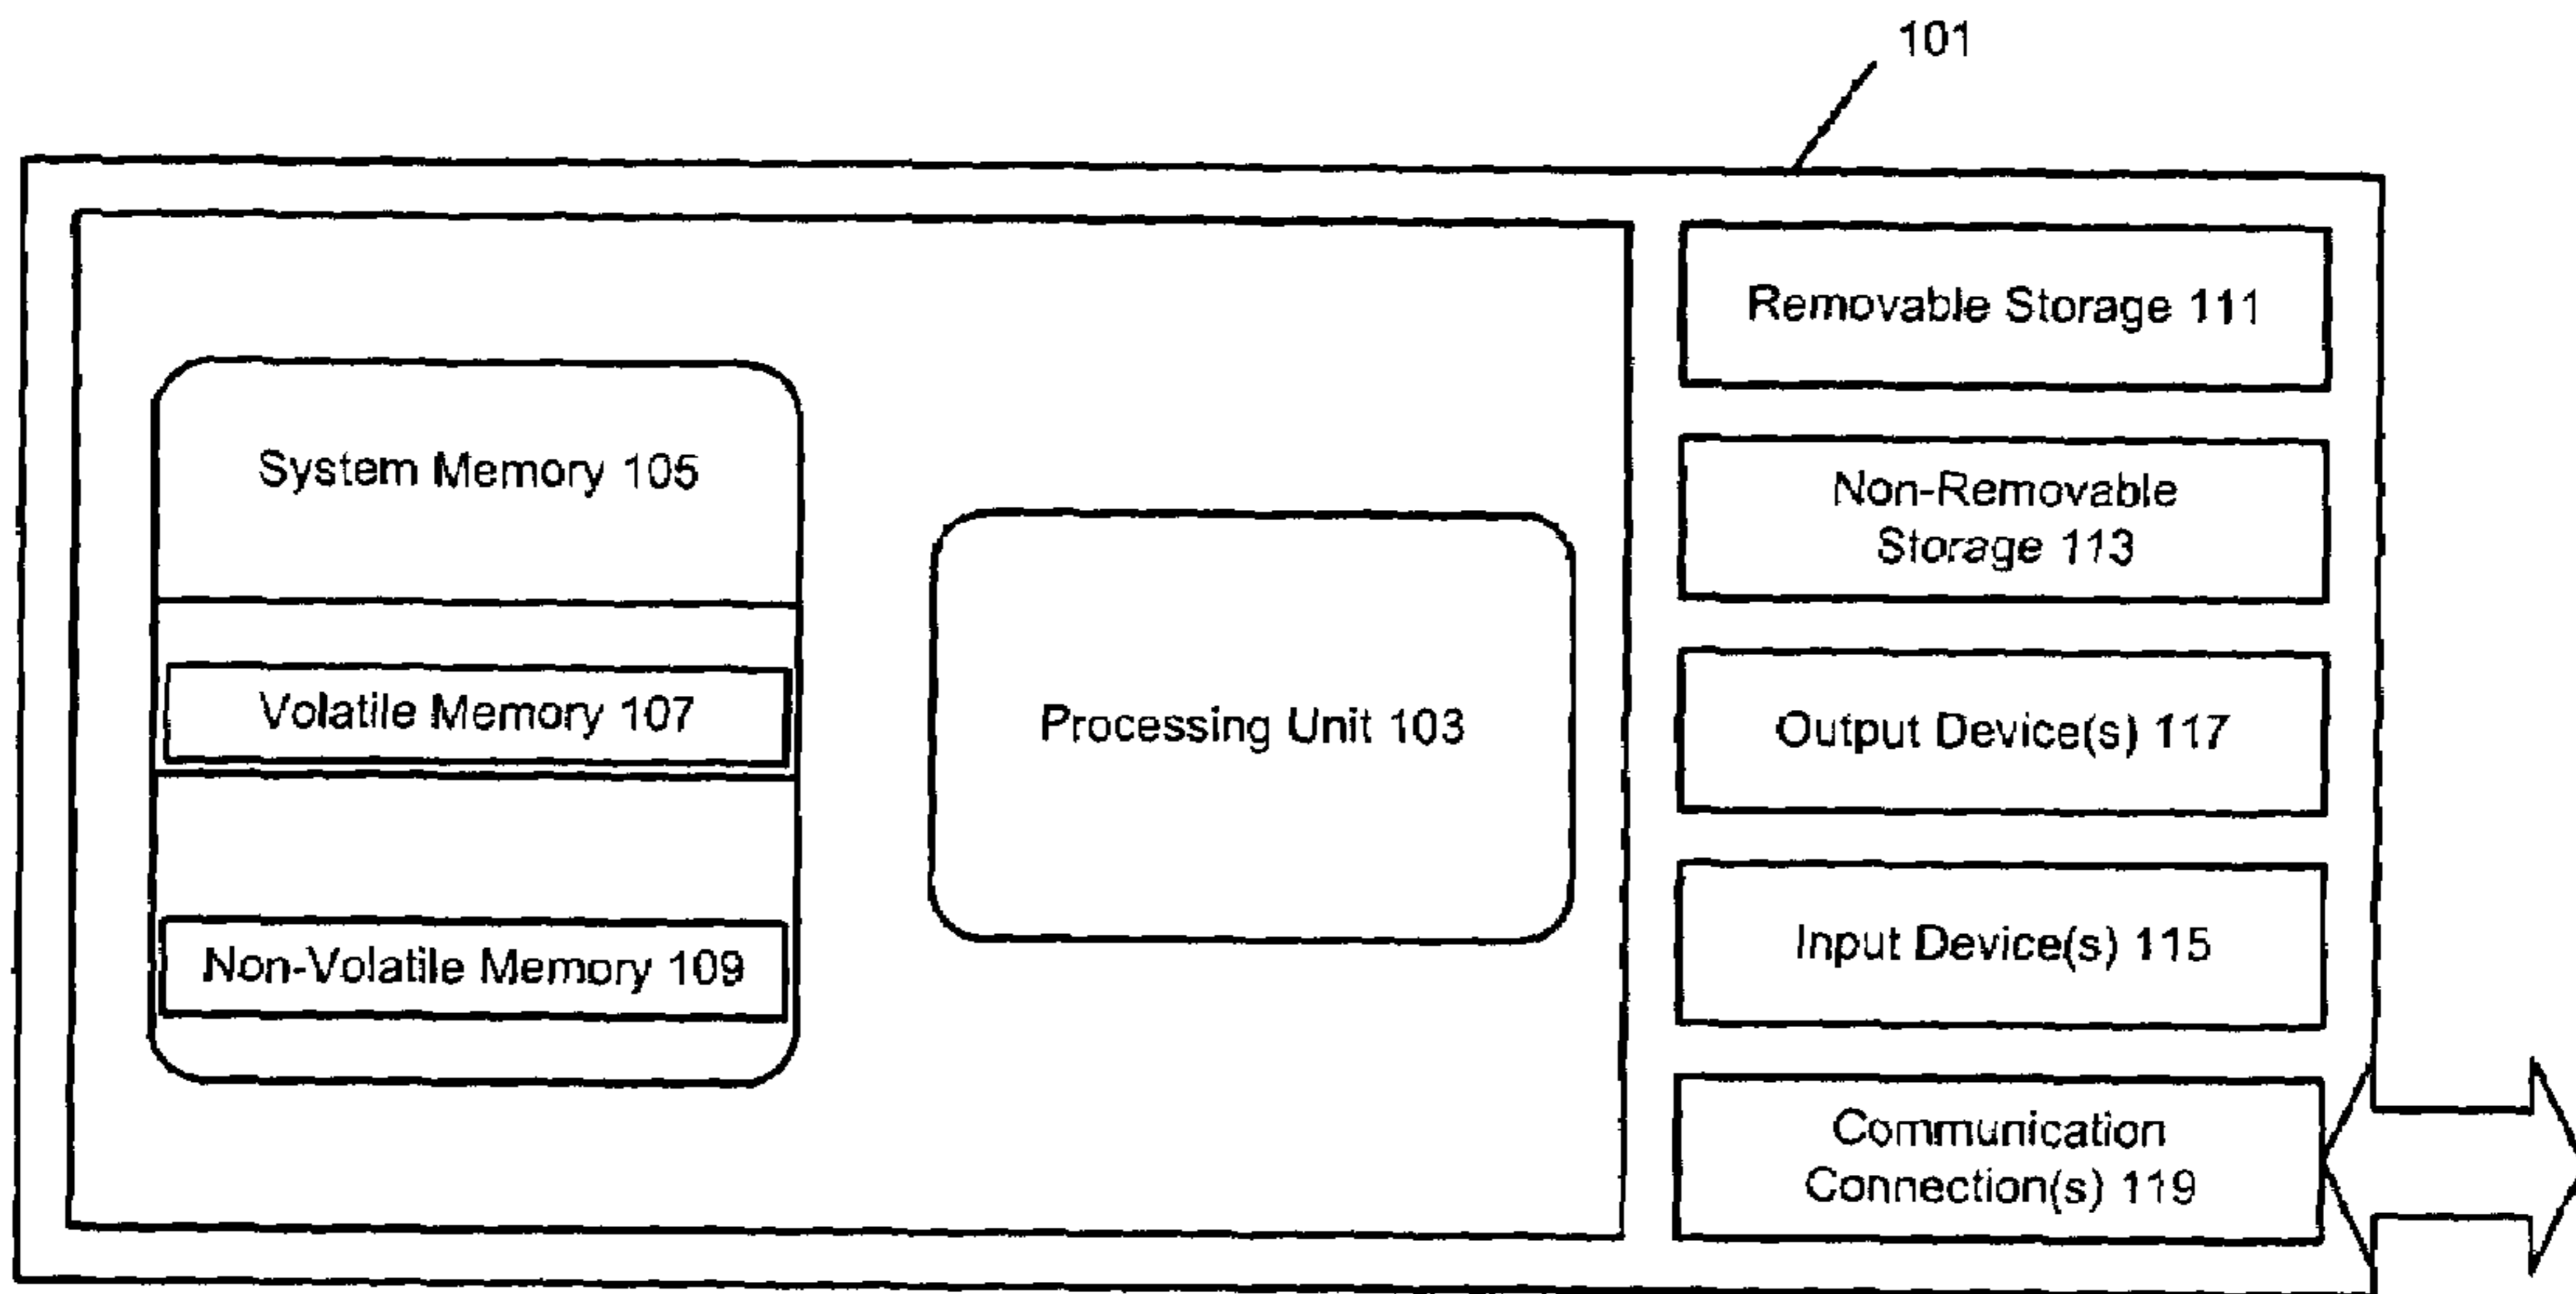 101
System Memory 105
Volatile Memory 107
Non-Volatile Memory 109
Processing Unit 103
Removable Storage 111
Non-Removable
Storage 113
Output Device(s) 117
Input Device(s) 115
Communication
Connection(s) 119